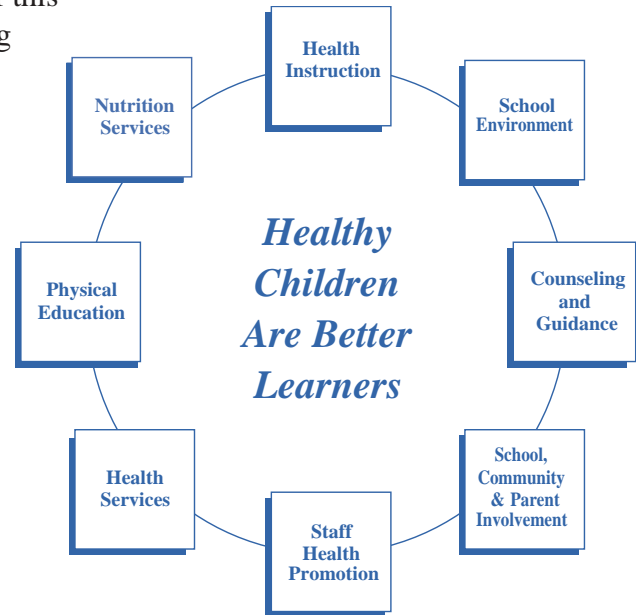 this
g
Health
Instruction
School
Environment
Counseling
and
Guidance
School,
Community
& Parent
Involvement
Staff
Health
Promotion
Health
Services
Physical
Education
Nutrition
Services
Healthy
Children
Are Better
Learners